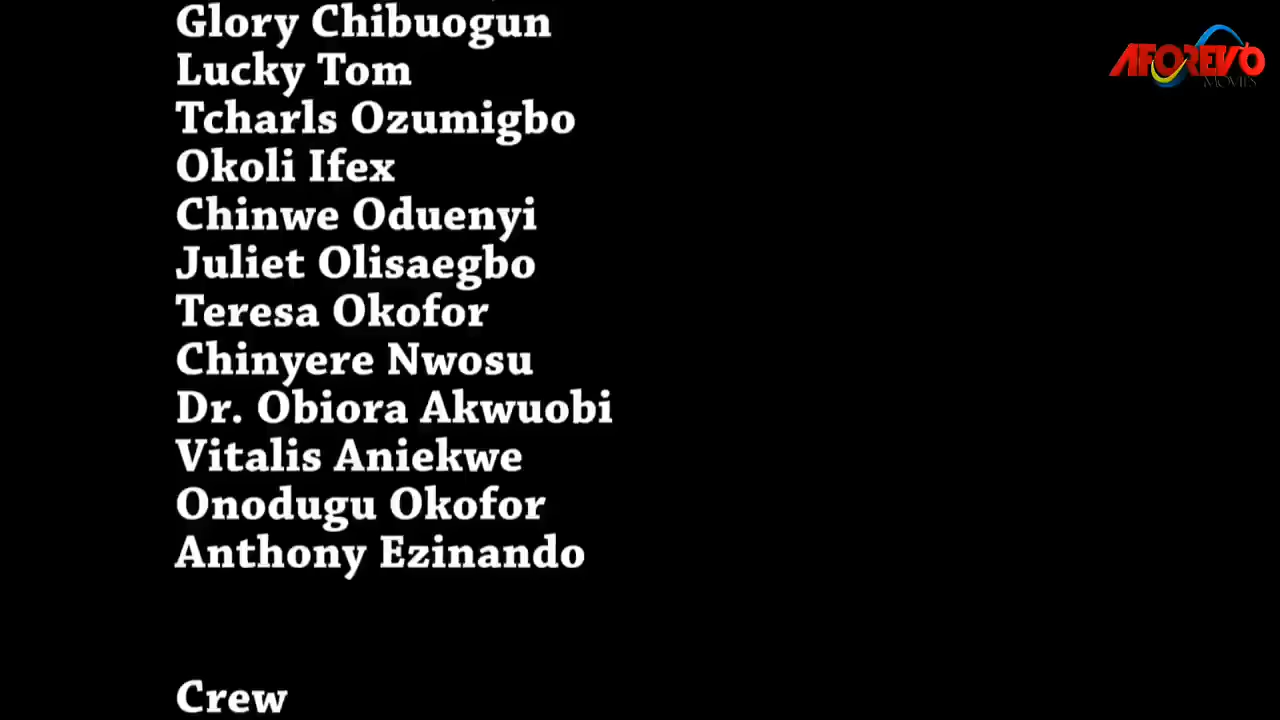 Glory Chibuogun
Lucky Tom
Tcharls Ozumigbo
Okoli Ifex
Chinwe Oduenyi
Juliet Olisaegbo
Teresa Okofor
Chinyere Nwosu
Dr. Obiora Akwuobi
Vitalis Aniekwe
Onodugu Okofor
Anthony Ezinando
Crew
AFOREVO
MOVIES